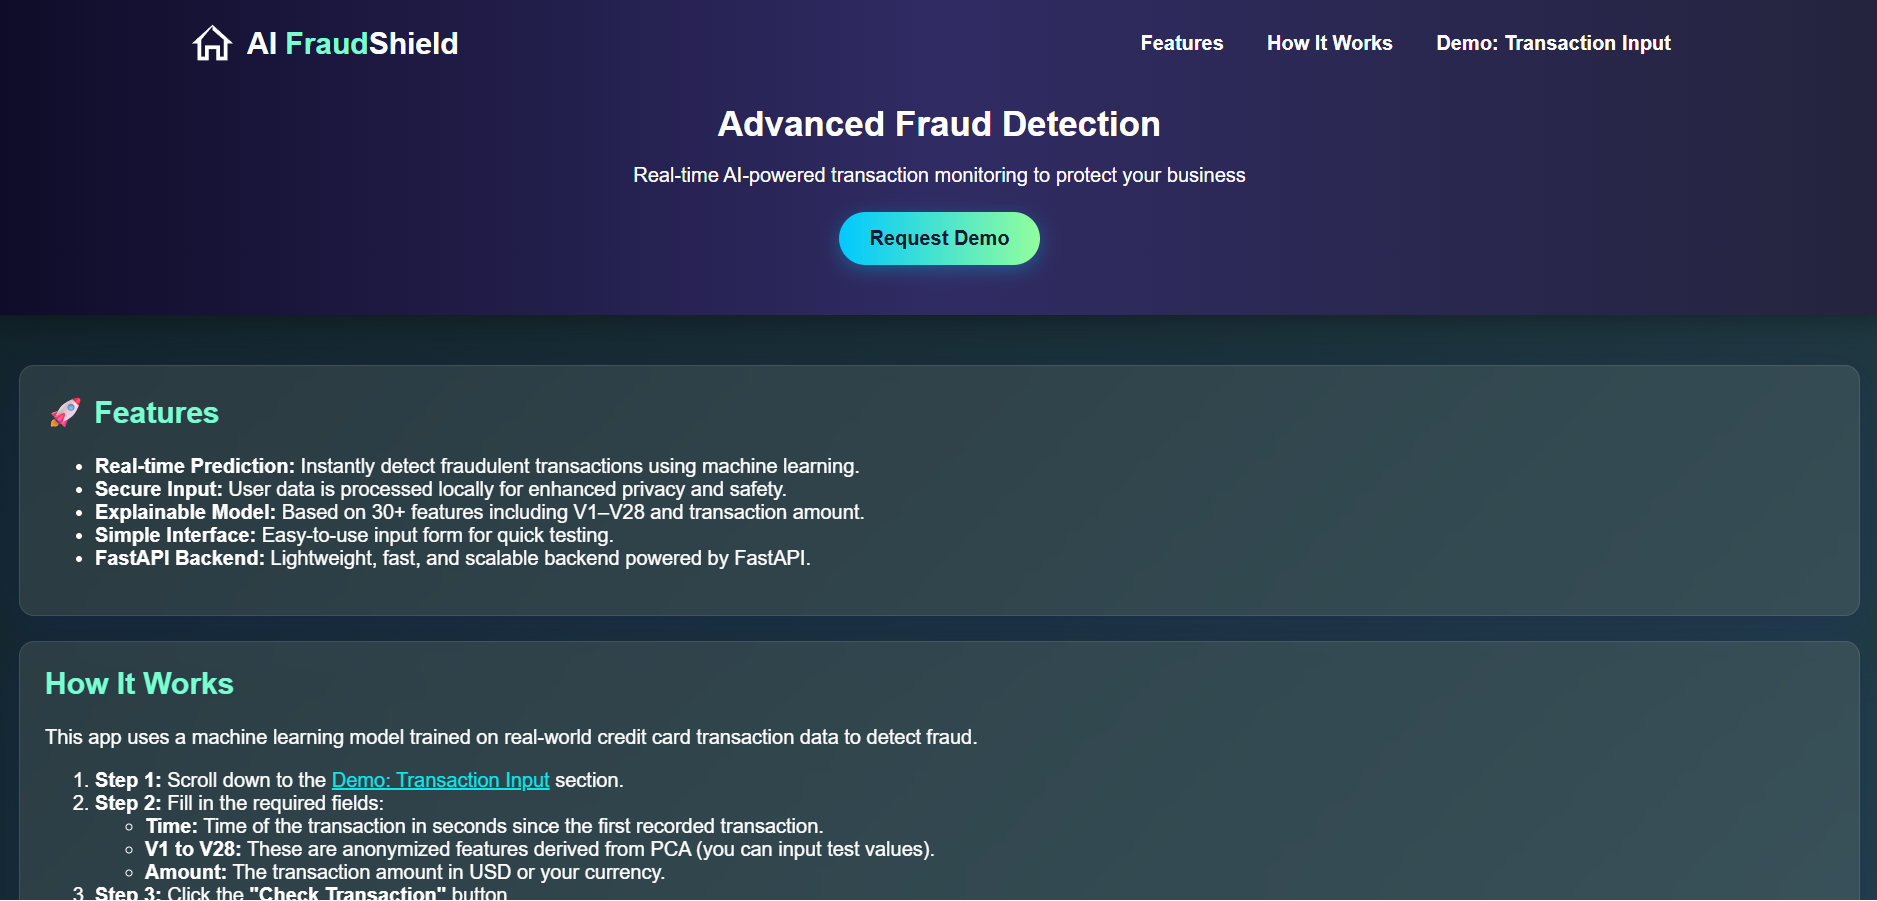 AI FraudShield
Features
How It Works
Demo: Transaction Input
Advanced Fraud Detection
Real-time AI-powered transaction monitoring to protect your business
Request Demo
🚀 Features
• Real-time Prediction: Instantly detect fraudulent transactions using machine learning.
• Secure Input: User data is processed locally for enhanced privacy and safety.
• Explainable Model: Based on 30+ features including V1–V28 and transaction amount.
• Simple Interface: Easy-to-use input form for quick testing.
• FastAPI Backend: Lightweight, fast, and scalable backend powered by FastAPI.
How It Works
This app uses a machine learning model trained on real-world credit card transaction data to detect fraud.
1. Step 1: Scroll down to the Demo: Transaction Input section.
2. Step 2: Fill in the required fields:
◦ Time: Time of the transaction in seconds since the first recorded transaction.
◦ V1 to V28: These are anonymized features derived from PCA (you can input test values).
◦ Amount: The transaction amount in USD or your currency.
3. Step 3: Click the "Check Transaction" button